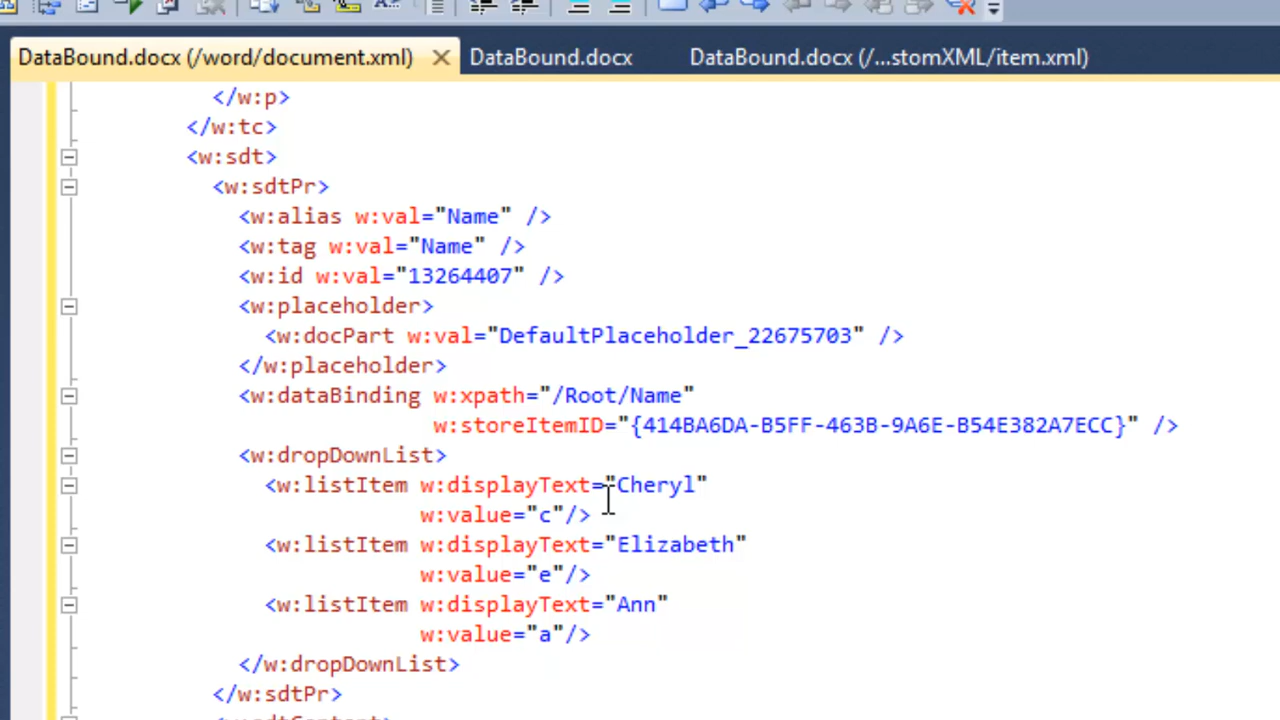 DataBound.docx (/word/document.xml) DataBound.docx DataBound.docx (/...stomXML/item.xml)
</w:p>
</w:tc>
<w:sdt>
<w:sdtPr>
<w:alias w:val="Name" />
<w:tag w:val="Name" />
<w:id w:val="13264407" />
<w:placeholder>
<w:docPart w:val="DefaultPlaceholder_22675703" />
</w:placeholder>
<w:dataBinding w:xpath="/Root/Name"
w:storeItemID="{414BA6DA-B5FF-463B-9A6E-B54E382A7ECC}" />
<w:dropDownList>
<w:listItem w:displayText="Cheryl"
w:value="c"/>
<w:listItem w:displayText="Elizabeth"
w:value="e"/>
<w:listItem w:displayText="Ann"
w:value="a"/>
</w:dropDownList>
</w:sdtPr>
<w:sdtContent>